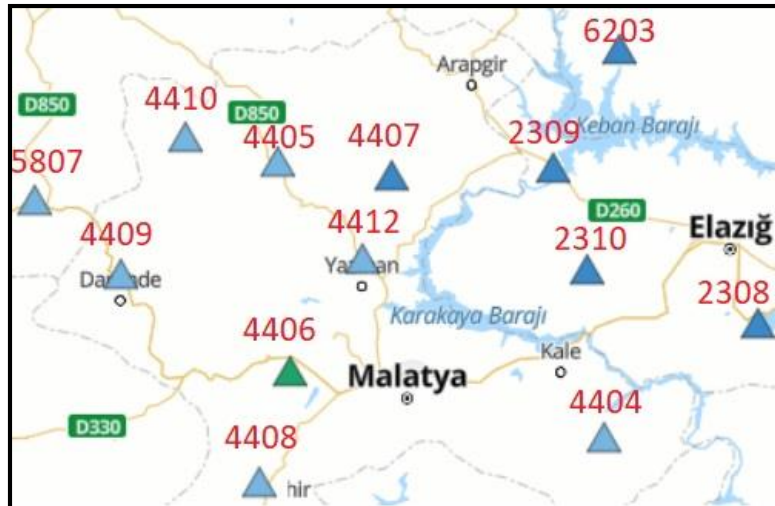 6203
Arapgir
D850
4410
D850
4405
4407
2309
Keban Barajı
5807
4409
4412
D260
Elazığ
2310
2308
Karakaya Barajı
4406
Malatya
Kale
4404
D330
4408
hir